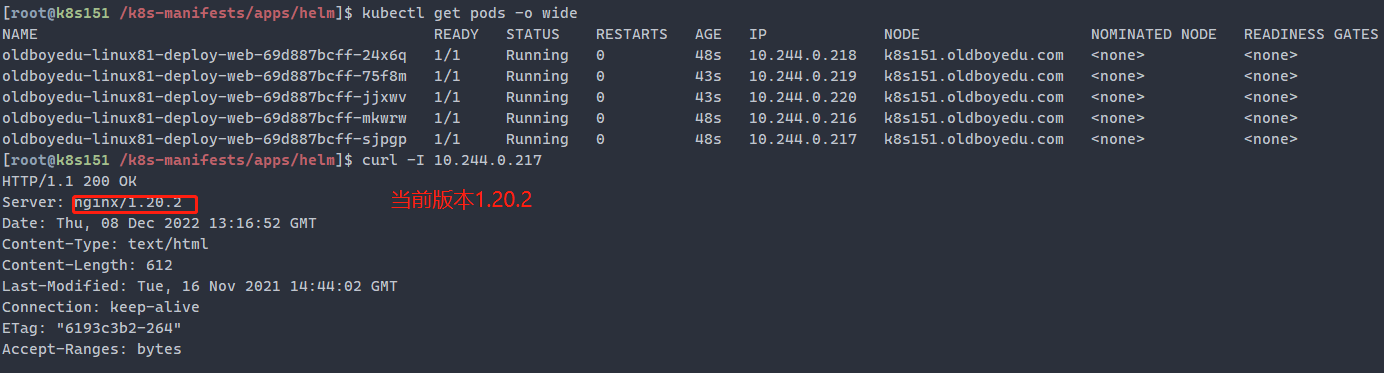 [root@k8s151 /k8s-manifests/apps/helm]$ kubectl get pods -o wide
NAME READY STATUS RESTARTS AGE IP NODE NOMINATED NODE READINESS GATES
oldboyedu-linux81-deploy-web-69d887bcff-24x6q 1/1 Running 0 48s 10.244.0.218 k8s151.oldboyedu.com <none> <none>
oldboyedu-linux81-deploy-web-69d887bcff-75f8m 1/1 Running 0 43s 10.244.0.219 k8s151.oldboyedu.com <none> <none>
oldboyedu-linux81-deploy-web-69d887bcff-jjxwv 1/1 Running 0 43s 10.244.0.220 k8s151.oldboyedu.com <none> <none>
oldboyedu-linux81-deploy-web-69d887bcff-mkwrw 1/1 Running 0 48s 10.244.0.216 k8s151.oldboyedu.com <none> <none>
oldboyedu-linux81-deploy-web-69d887bcff-sjpgp 1/1 Running 0 48s 10.244.0.217 k8s151.oldboyedu.com <none> <none>
[root@k8s151 /k8s-manifests/apps/helm]$ curl -I 10.244.0.217
HTTP/1.1 200 OK
Server: nginx/1.20.2 当前版本1.20.2
Date: Thu, 08 Dec 2022 13:16:52 GMT
Content-Type: text/html
Content-Length: 612
Last-Modified: Tue, 16 Nov 2021 14:44:02 GMT
Connection: keep-alive
ETag: "6193c3b2-264"
Accept-Ranges: bytes